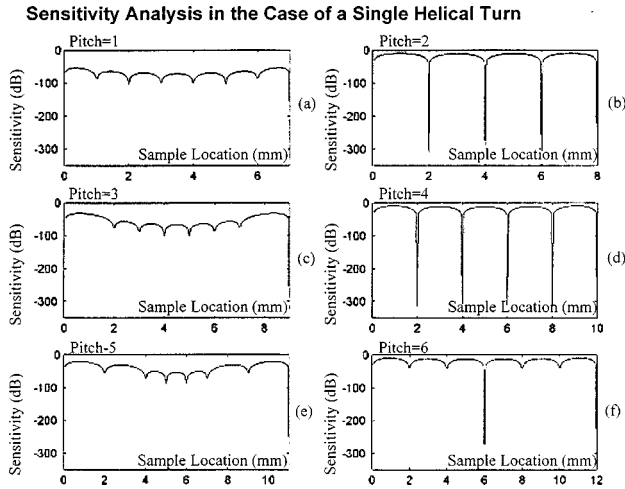 Sensitivity Analysis in the Case of a Single Helical Turn
Pitch=1
Sensitivity (dB)
0
-100
-200
-300
Sample Location (mm)
0 2 4 6
(a)
Pitch=2
Sensitivity (dB)
0
-100
-200
-300
Sample Location (mm)
0 2 4 6 8
(b)
Pitch=3
Sensitivity (dB)
0
-100
-200
-300
Sample Location (mm)
0 2 4 6 8
(c)
Pitch=4
Sensitivity (dB)
0
-100
-200
-300
Sample Location (mm)
0 2 4 6 8 10
(d)
Pitch-5
Sensitivity (dB)
0
-100
-200
-300
Sample Location (mm)
0 2 4 6 8 10
(e)
Pitch=6
Sensitivity (dB)
0
-100
-200
-300
Sample Location (mm)
0 2 4 6 8 10 12
(f)